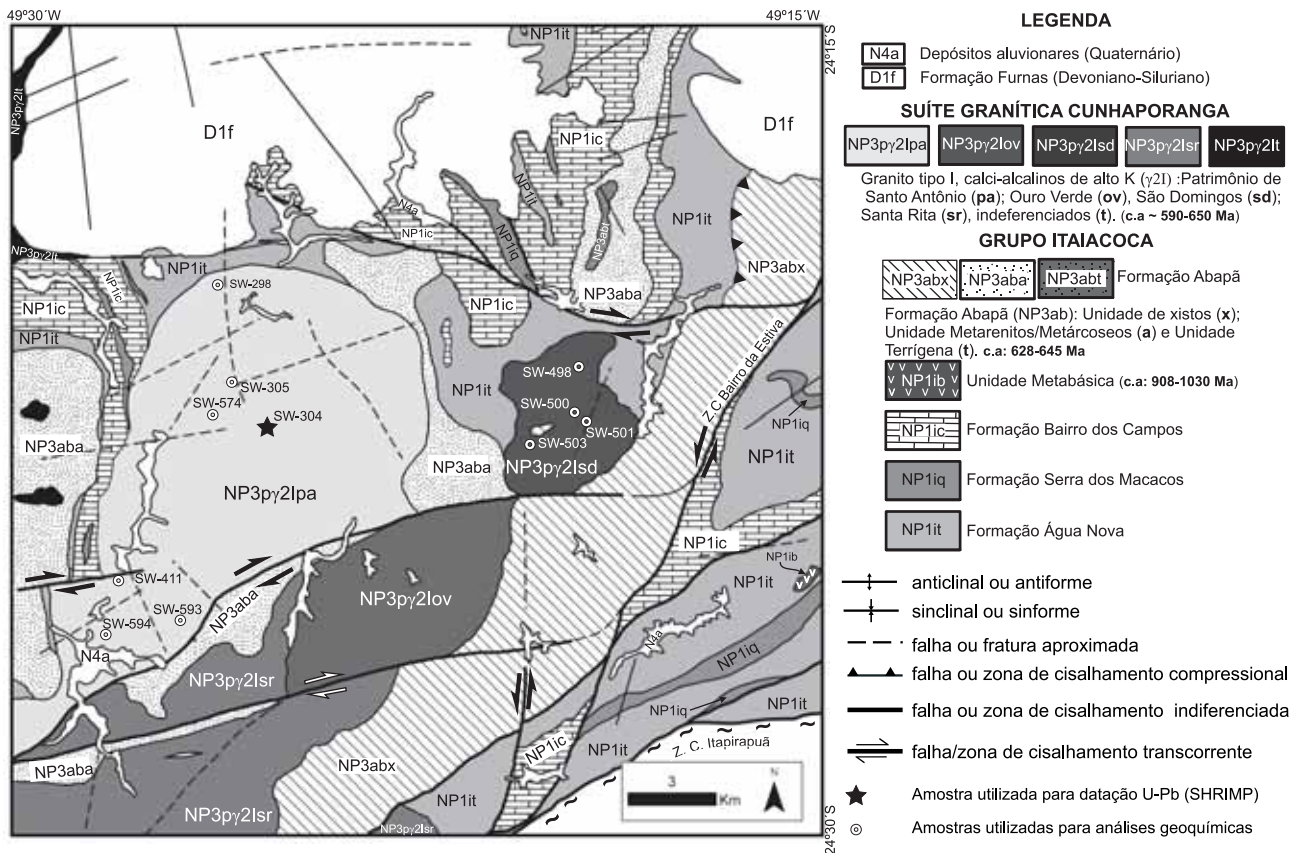 49º30'W
49º15'W
24º15'S
24º30'S
NP3pγ2It
D1f
D1f
NP1it
NP1ic
NP1it
NP1it
N4a
NP1ic
NP1iq
NP3abt
NP3aba
NP3abx
NP3pγ2It
NP1it
NP1ic
NP1ic
NP1it
SW-298
NP1ic
SW-305
SW-574
SW-304
NP1it
SW-498
SW-500
SW-501
SW-503
NP3pγ2Isd
Z.C Bairro da Estiva
NP1iq
NP1it
NP3aba
NP3aba
NP3pγ2Ipa
NP1ic
NP1ib
NP1it
SW-411
SW-593
SW-594
NP3aba
NP3pγ2Iov
N4a
N4a
NP1iq
NP3pγ2Isr
NP1iq
NP1it
NP3aba
NP3abx
NP1ic
NP1it
Z. C. Itapirapuã
NP3pγ2Isr
NP1it
NP3pγ2Isr
3
Km
N
LEGENDA
N4a Depósitos aluvionares (Quaternário)
D1f Formação Furnas (Devoniano-Siluriano)
SUÍTE GRANÍTICA CUNHAPORANGA
NP3pγ2Ipa NP3pγ2Iov NP3pγ2Isd NP3pγ2Isr NP3pγ2It
Granito tipo I, calci-alcalinos de alto K (γ2I) :Patrimônio de
Santo Antônio (pa); Ouro Verde (ov), São Domingos (sd);
Santa Rita (sr), indeferenciados (t). (c.a ~ 590-650 Ma)
GRUPO ITAIACOCA
NP3abx NP3aba NP3abt Formação Abapã
Formação Abapã (NP3ab): Unidade de xistos (x);
Unidade Metarenitos/Metárcoseos (a) e Unidade
Terrígena (t). c.a: 628-645 Ma
NP1ib Unidade Metabásica (c.a: 908-1030 Ma)
NP1ic Formação Bairro dos Campos
NP1iq Formação Serra dos Macacos
NP1it Formação Água Nova
anticlinal ou antiforme
sinclinal ou sinforme
falha ou fratura aproximada
falha ou zona de cisalhamento compressional
falha ou zona de cisalhamento indiferenciada
falha/zona de cisalhamento transcorrente
Amostra utilizada para datação U-Pb (SHRIMP)
Amostras utilizadas para análises geoquímicas